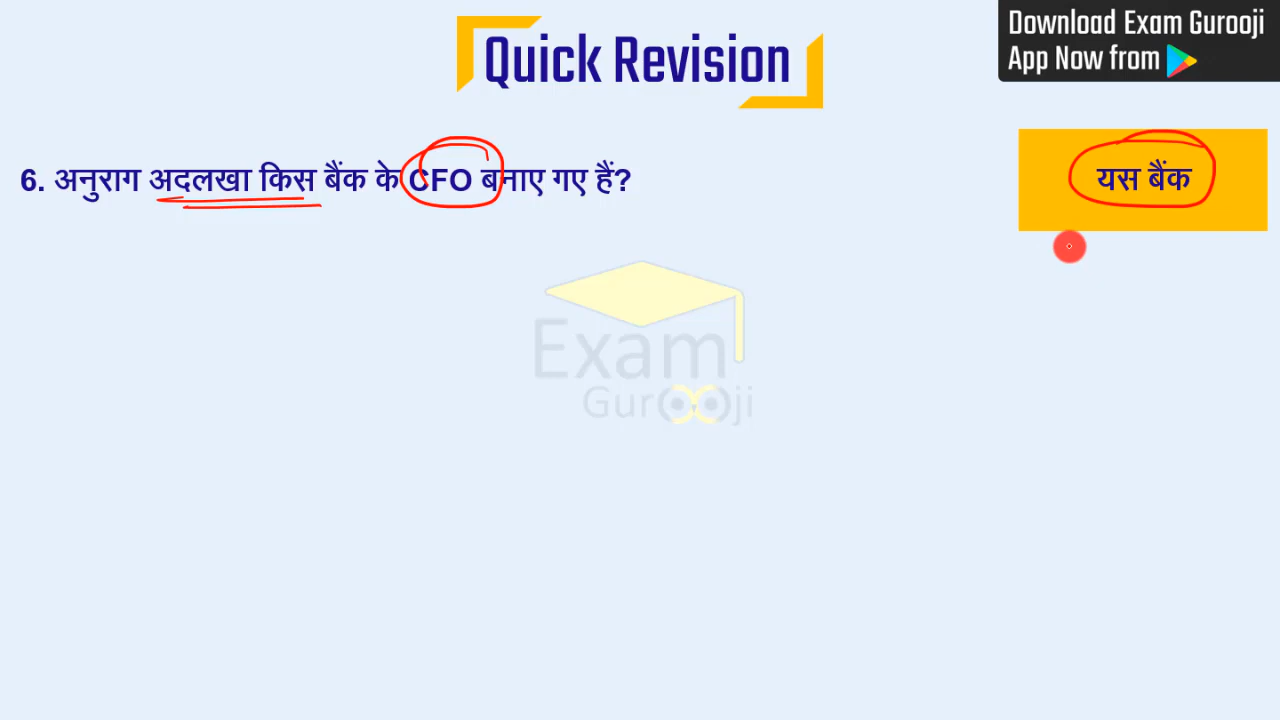 Quick Revision
Download Exam Gurooji
App Now from
6. अनुराग अदलखा किस बैंक के CFO बनाए गए हैं?
यस बैंक
Exam
Gurooji